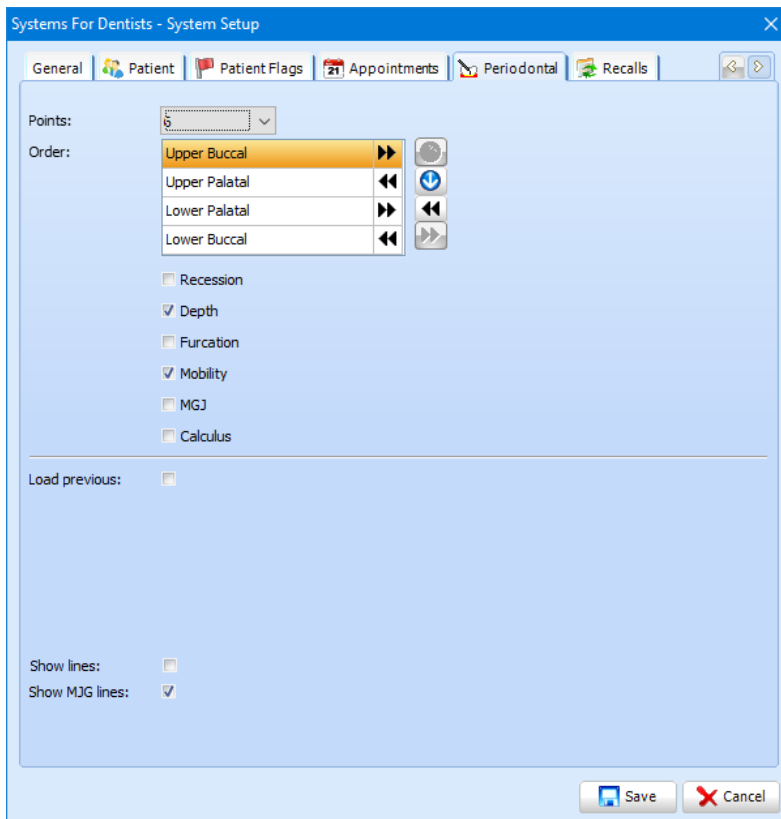 Systems For Dentists - System Setup
General Patient Patient Flags 21 Appointments Periodontal Recalls
Points: 6
Order: Upper Buccal
Upper Palatal
Lower Palatal
Lower Buccal
Recession
Depth
Furcation
Mobility
MGJ
Calculus
Load previous:
Show lines:
Show MJG lines:
Save Cancel